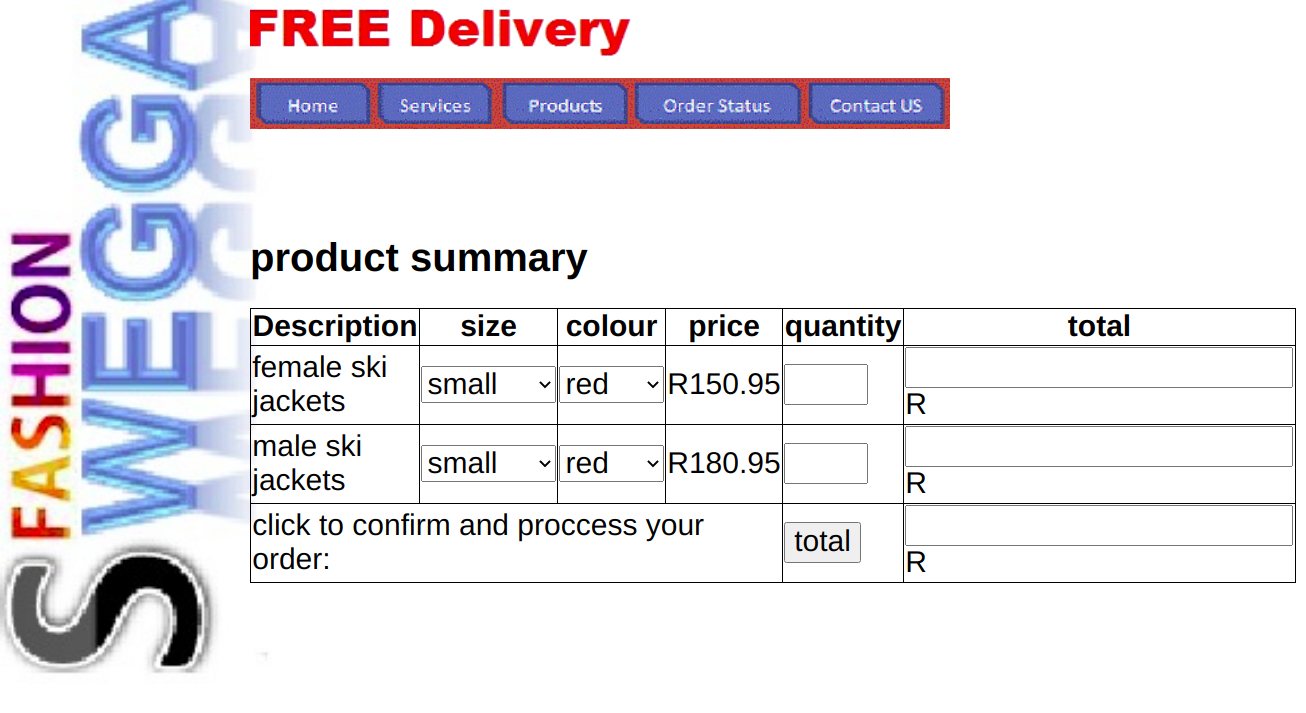 FREE Delivery
Home Services Products Order Status Contact US
FASHION
SWEGGA
product summary
Description size colour price quantity total
female ski
jackets
small red R150.95
R
male ski
jackets
small red R180.95
R
click to confirm and proccess your
order:
total
R